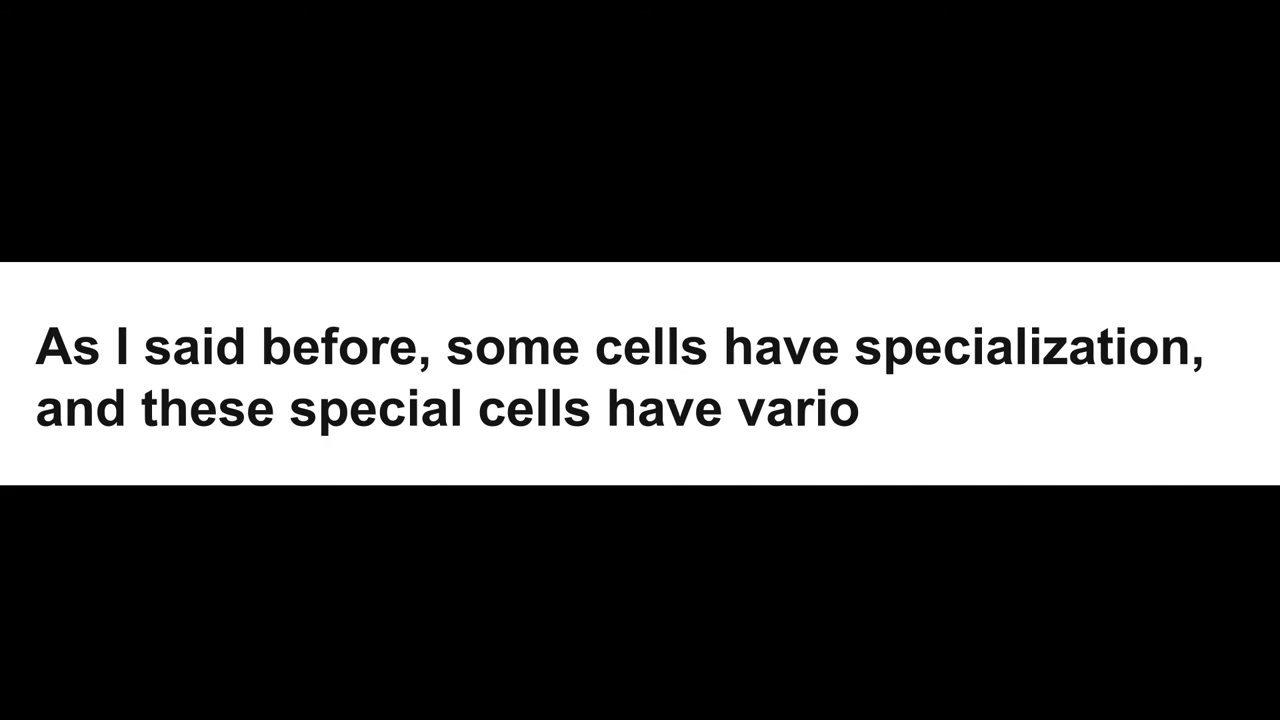 As I said before, some cells have specialization,
and these special cells have vario